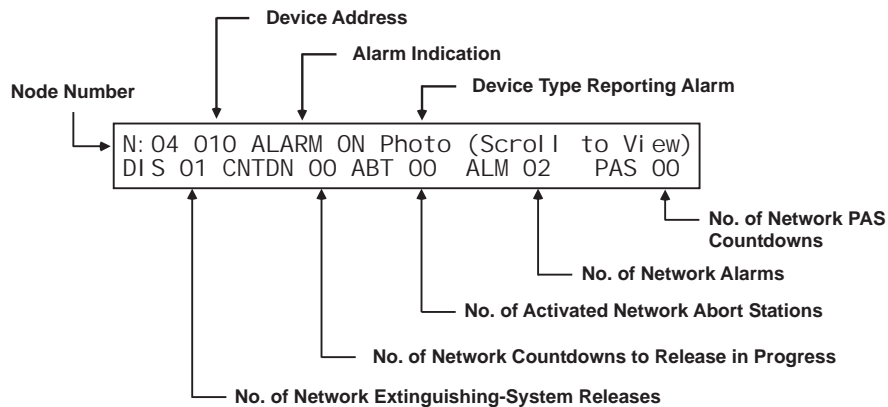 Device Address
Alarm Indication
Device Type Reporting Alarm
Node Number
N:04 010 ALARM ON Photo (Scroll to View)
DIS 01 CNTDN 00 ABT 00 ALM 02 PAS 00
No. of Network PAS
Countdowns
No. of Network Alarms
No. of Activated Network Abort Stations
No. of Network Countdowns to Release in Progress
No. of Network Extinguishing-System Releases